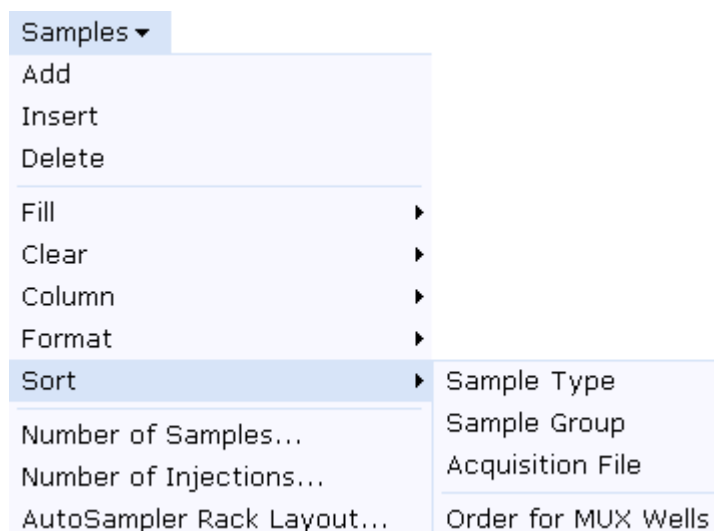 Samples
Add
Insert
Delete
Fill
Clear
Column
Format
Sort
Number of Samples...
Number of Injections...
AutoSampler Rack Layout...
Sample Type
Sample Group
Acquisition File
Order for MUX Wells